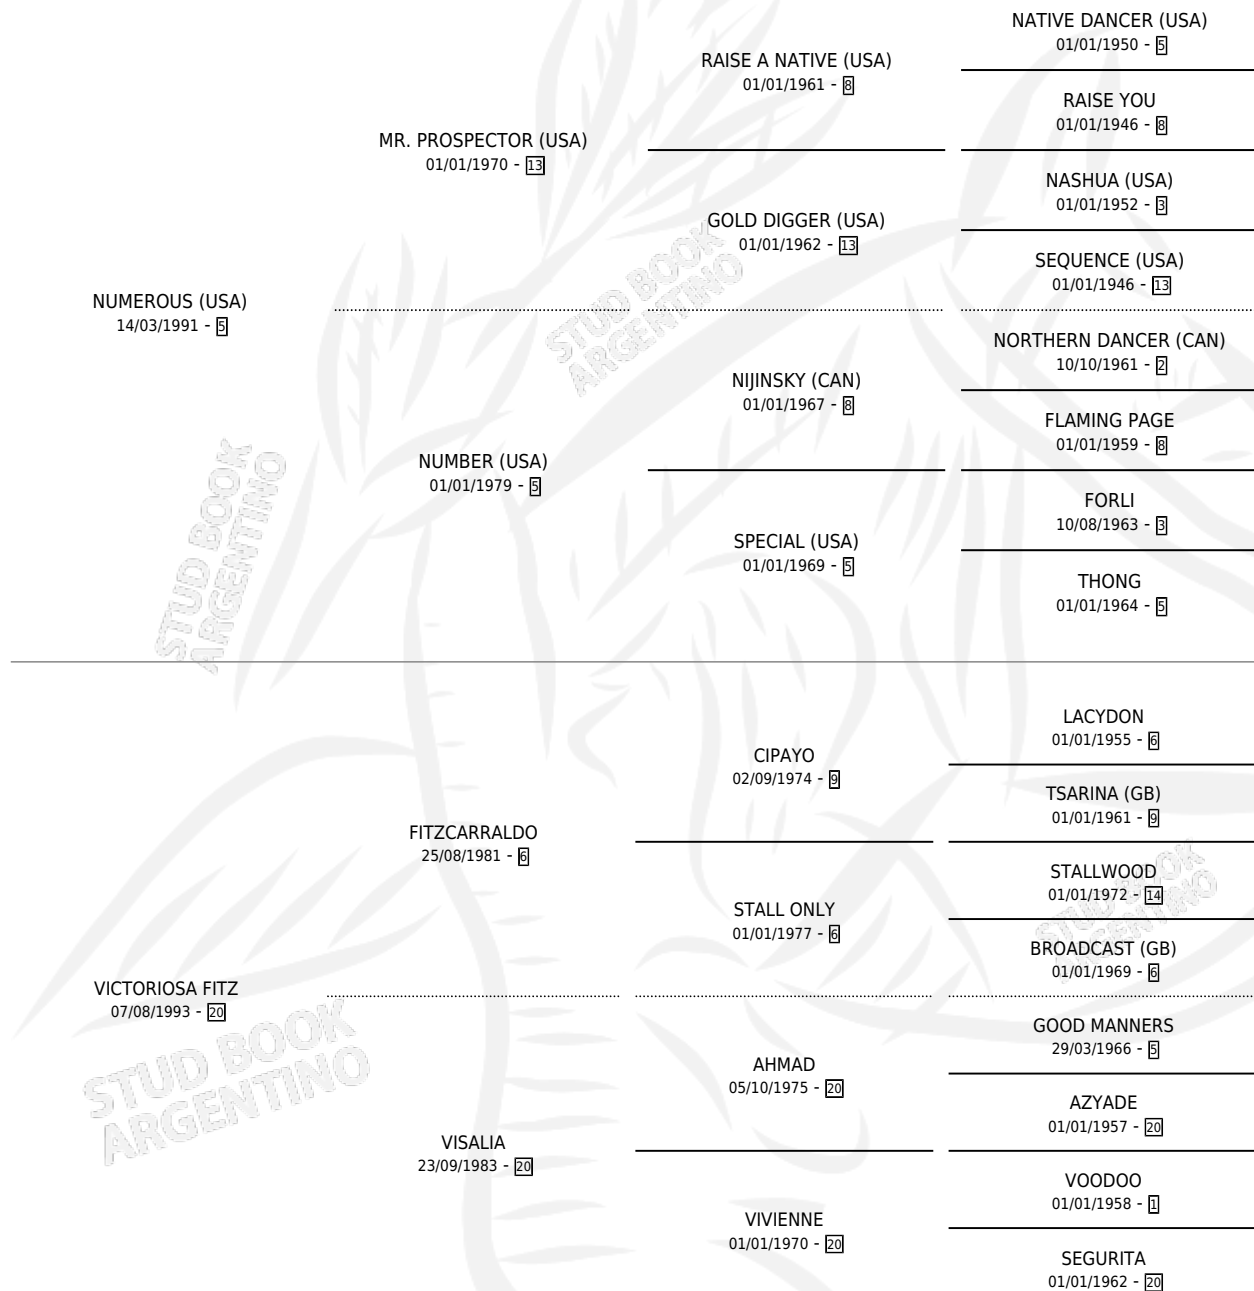 NATIVE DANCER (USA)
01/01/1950 - 5
RAISE A NATIVE (USA)
01/01/1961 - 8
RAISE YOU
01/01/1946 - 8
MR. PROSPECTOR (USA)
01/01/1970 - 13
NASHUA (USA)
01/01/1952 - 3
GOLD DIGGER (USA)
01/01/1962 - 13
SEQUENCE (USA)
01/01/1946 - 13
NUMEROUS (USA)
14/03/1991 - 5
NORTHERN DANCER (CAN)
10/10/1961 - 2
NIJINSKY (CAN)
01/01/1967 - 8
FLAMING PAGE
01/01/1959 - 8
NUMBER (USA)
01/01/1979 - 5
FORLI
10/08/1963 - 3
SPECIAL (USA)
01/01/1969 - 5
THONG
01/01/1964 - 5
LACYDON
01/01/1955 - 6
CIPAYO
02/09/1974 - 9
TSARINA (GB)
01/01/1961 - 9
FITZCARRALDO
25/08/1981 - 6
STALLWOOD
01/01/1972 - 14
STALL ONLY
01/01/1977 - 6
BROADCAST (GB)
01/01/1969 - 6
VICTORIOSA FITZ
07/08/1993 - 20
GOOD MANNERS
29/03/1966 - 5
AHMAD
05/10/1975 - 20
AZYADE
01/01/1957 - 20
VISALIA
23/09/1983 - 20
VOODOO
01/01/1958 - 1
VIVIENNE
01/01/1970 - 20
SEGURITA
01/01/1962 - 20
STUD BOOK
ARGENTINO
STUD BOOK
ARGENTINO
STUD BOOK
ARGENTINO
STUD BOOK
ARGENTINO